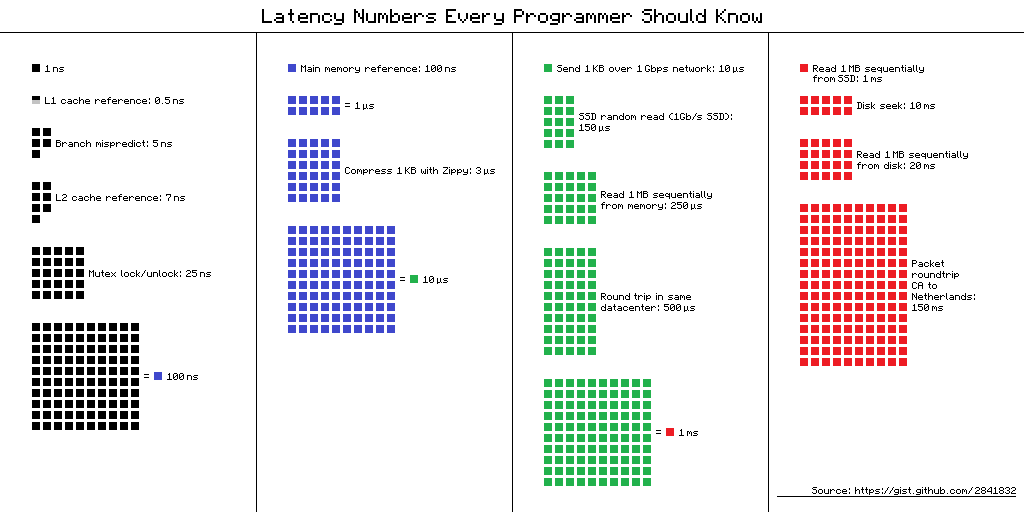 Latency Numbers Every Programmer Should Know
1 ns
L1 cache reference: 0.5 ns
Branch mispredict: 5 ns
L2 cache reference: 7 ns
Mutex lock/unlock: 25 ns
= 100 ns
Main memory reference: 100 ns
= 1 µs
Compress 1 KB with Zippy: 3 µs
= 10 µs
Send 1 KB over 1 Gbps network: 10 µs
SSD random read (1Gb/s SSD):
150 µs
Read 1 MB sequentially
from memory: 250 µs
Round trip in same
datacenter: 500 µs
= 1 ms
Read 1 MB sequentially
from SSD: 1 ms
Disk seek: 10 ms
Read 1 MB sequentially
from disk: 20 ms
Packet
roundtrip
CA to
Netherlands:
150 ms
Source: https://gist.github.com/2841832